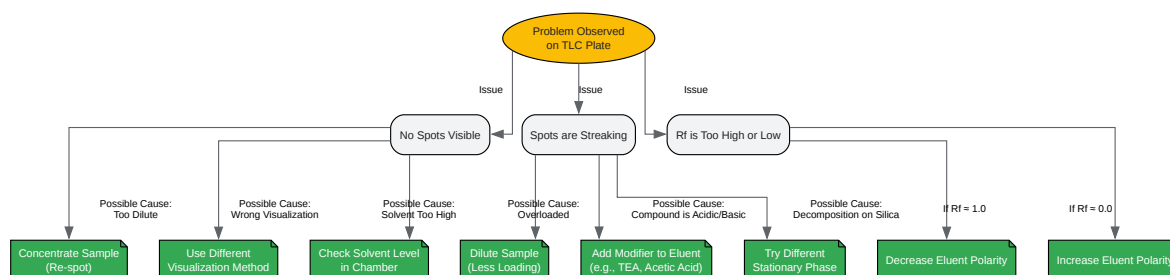 Problem Observed
on TLC Plate
Issue
Issue
Issue
No Spots Visible
Spots are Streaking
Rf is Too High or Low
Possible Cause:
Too Dilute
Possible Cause:
Wrong Visualization
Possible Cause:
Solvent Too High
Possible Cause:
Overloaded
Possible Cause:
Compound is Acidic/Basic
Possible Cause:
Decomposition on Silica
If Rf ≈ 1.0
If Rf ≈ 0.0
Concentrate Sample
(Re-spot)
Use Different
Visualization Method
Check Solvent Level
in Chamber
Dilute Sample
(Less Loading)
Add Modifier to Eluent
(e.g., TEA, Acetic Acid)
Try Different
Stationary Phase
Decrease Eluent Polarity
Increase Eluent Polarity